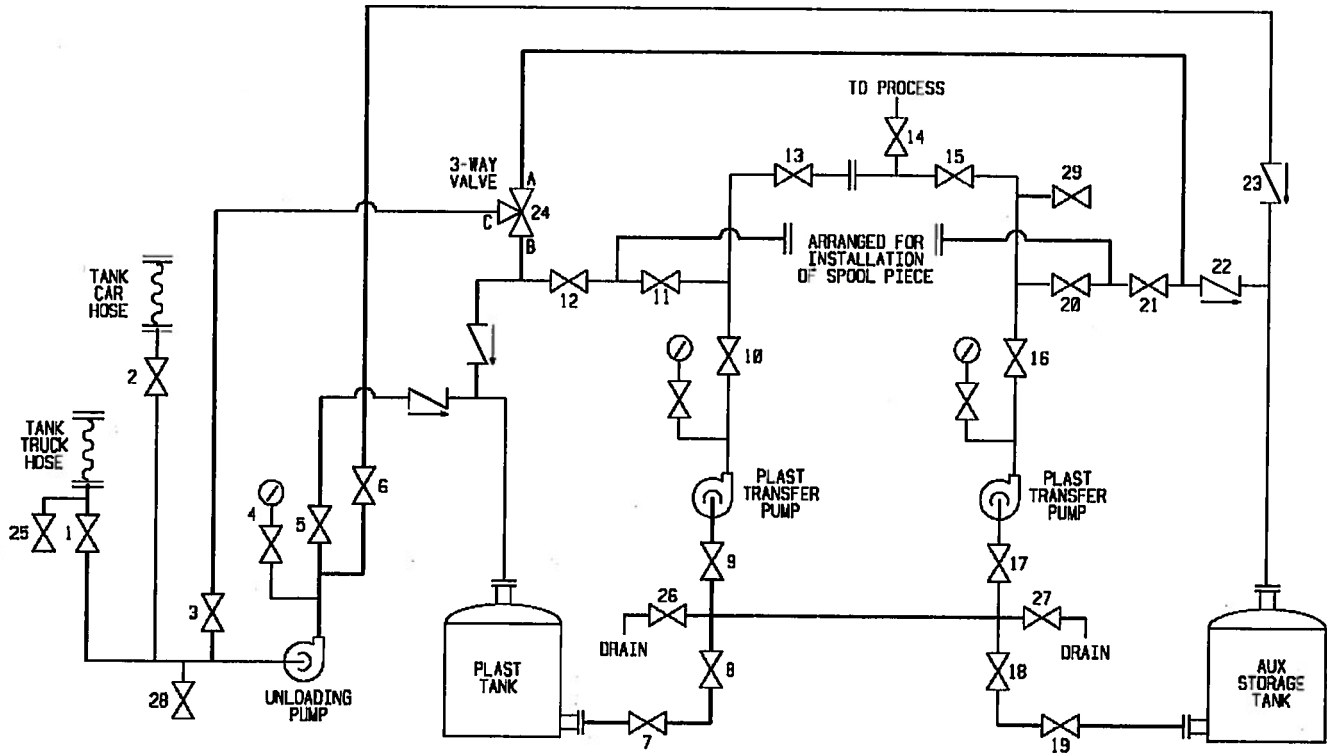 TO PROCESS
14
13
15
29
3-WAY
VALVE
A
24
C
B
23
ARRANGED FOR
INSTALLATION
OF SPOOL PIECE
22
TANK
CAR
HOSE
12
11
20
21
2
10
16
TANK
TRUCK
HOSE
6
4
5
PLAST
TRANSFER
PUMP
PLAST
TRANSFER
PUMP
25
1
9
17
3
26
27
DRAIN
DRAIN
PLAST
TANK
8
18
AUX
STORAGE
TANK
28
UNLOADING
PUMP
7
19